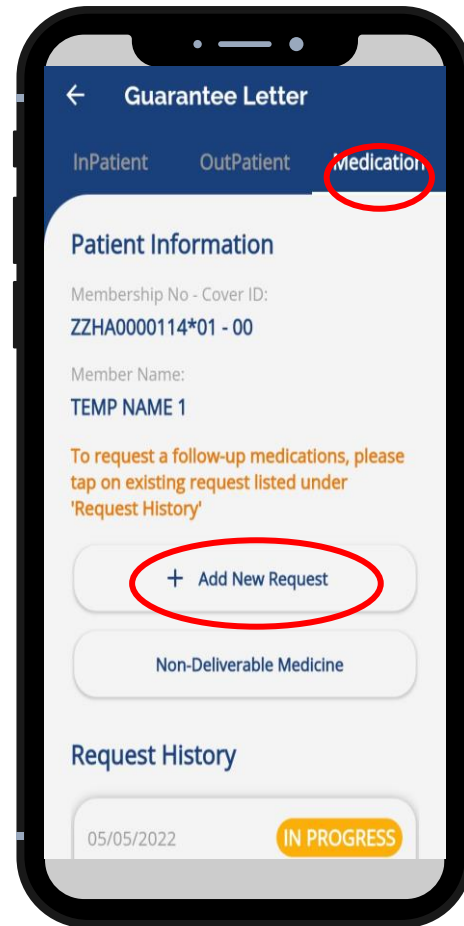 ← Guarantee Letter
InPatient OutPatient Medication
Patient Information
Membership No - Cover ID:
ZZHA0000114*01 - 00
Member Name:
TEMP NAME 1
To request a follow-up medications, please
tap on existing request listed under
'Request History'
+ Add New Request
Non-Deliverable Medicine
Request History
05/05/2022 IN PROGRESS